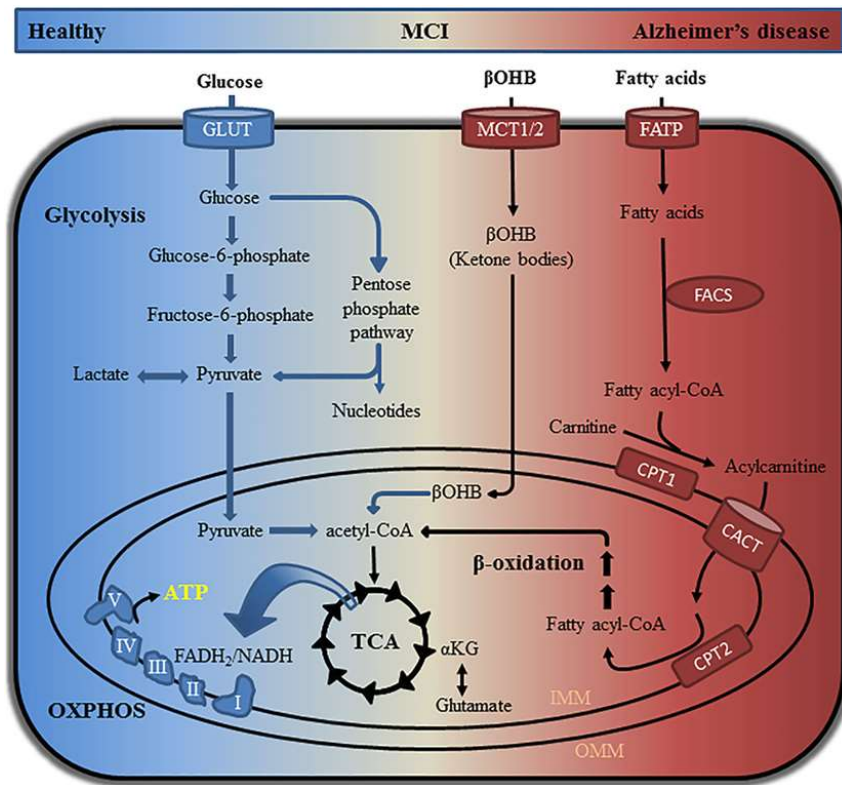 Healthy MCI Alzheimer's disease
Glucose βOHB Fatty acids
GLUT MCT1/2 FATP
Glycolysis
Glucose
Fatty acids
βOHB
(Ketone bodies)
Glucose-6-phosphate
Pentose
phosphate
pathway
FACS
Fructose-6-phosphate
Lactate Pyruvate
Nucleotides
Fatty acyl-CoA
Carnitine
CPT1
Acylcarnitine
βOHB
Pyruvate acetyl-CoA
CACT
β-oxidation
V
ATP
Fatty acyl-CoA
IV
TCA
αKG
III
FADH₂/NADH
CPT2
II
I
Glutamate
IMM
OXPHOS
OMM